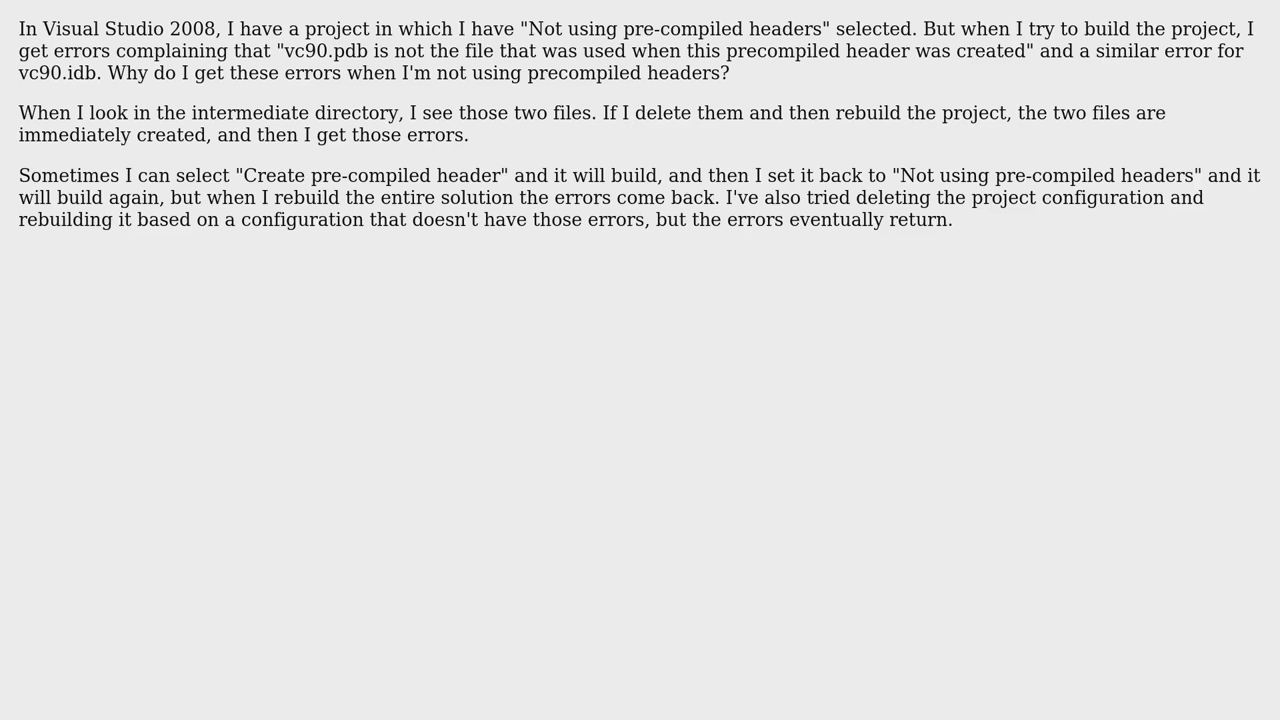 In Visual Studio 2008, I have a project in which I have "Not using pre-compiled headers" selected. But when I try to build the project, I
get errors complaining that "vc90.pdb is not the file that was used when this precompiled header was created" and a similar error for
vc90.idb. Why do I get these errors when I'm not using precompiled headers?
When I look in the intermediate directory, I see those two files. If I delete them and then rebuild the project, the two files are
immediately created, and then I get those errors.
Sometimes I can select "Create pre-compiled header" and it will build, and then I set it back to "Not using pre-compiled headers" and it
will build again, but when I rebuild the entire solution the errors come back. I've also tried deleting the project configuration and
rebuilding it based on a configuration that doesn't have those errors, but the errors eventually return.